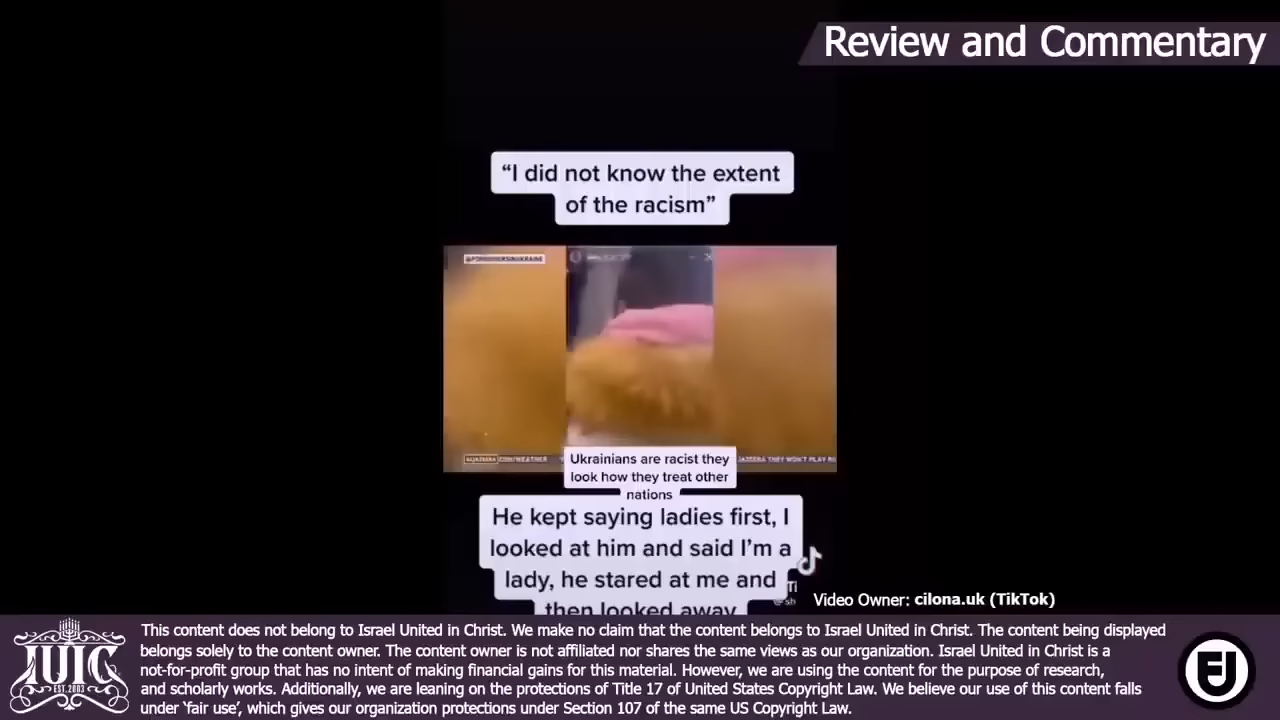 Review and Commentary
“I did not know the extent
of the racism”
Ukrainians are racist they
look how they treat other
nations
He kept saying ladies first, I
looked at him and said I’m a
lady, he stared at me and
then looked away
Video Owner: cilona.uk (TikTok)
IUIC
EST. 2003
This content does not belong to Israel United in Christ. We make no claim that the content belongs to Israel United in Christ. The content being displayed
belongs solely to the content owner. The content owner is not affiliated nor shares the same views as our organization. Israel United in Christ is a
not-for-profit group that has no intent of making financial gains for this material. However, we are using the content for the purpose of research,
and scholarly works. Additionally, we are leaning on the protections of Title 17 of United States Copyright Law. We believe our use of this content falls
under ‘fair use’, which gives our organization protections under Section 107 of the same US Copyright Law.